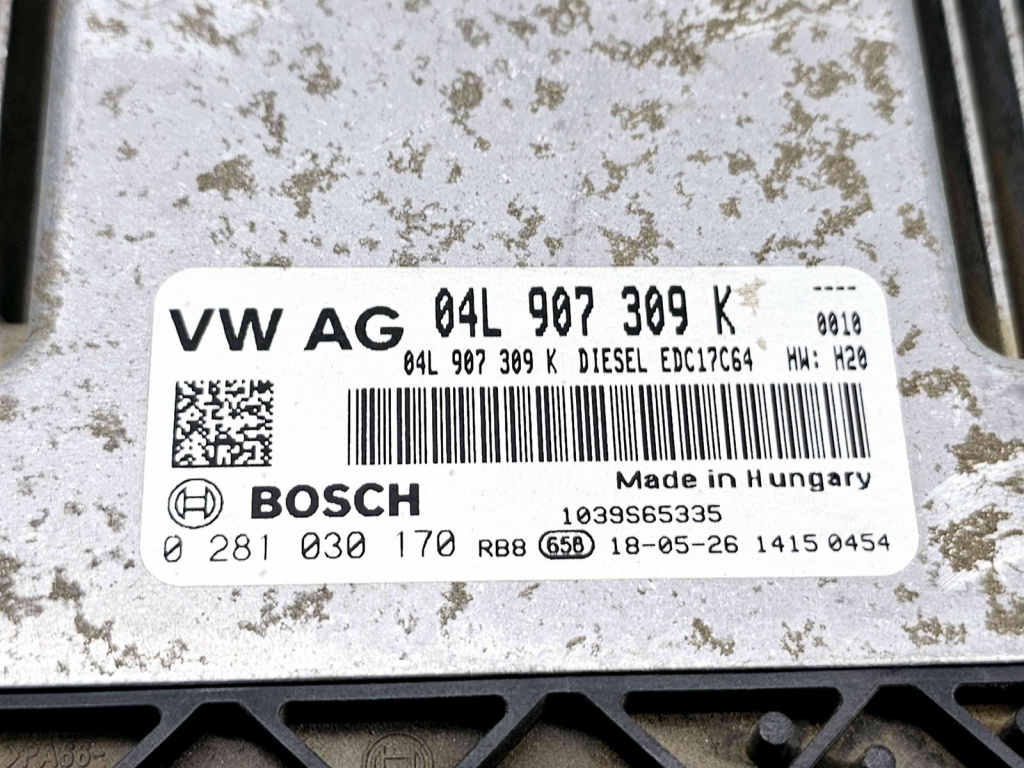 VW AG 04L 907 309 K ----
0010
04L 907 309 K DIESEL EDC17C64 HW: H20
Made in Hungary
BOSCH
1039S65335
0 281 030 170 RB8 658 18-05-26 1415 0454
PA66-